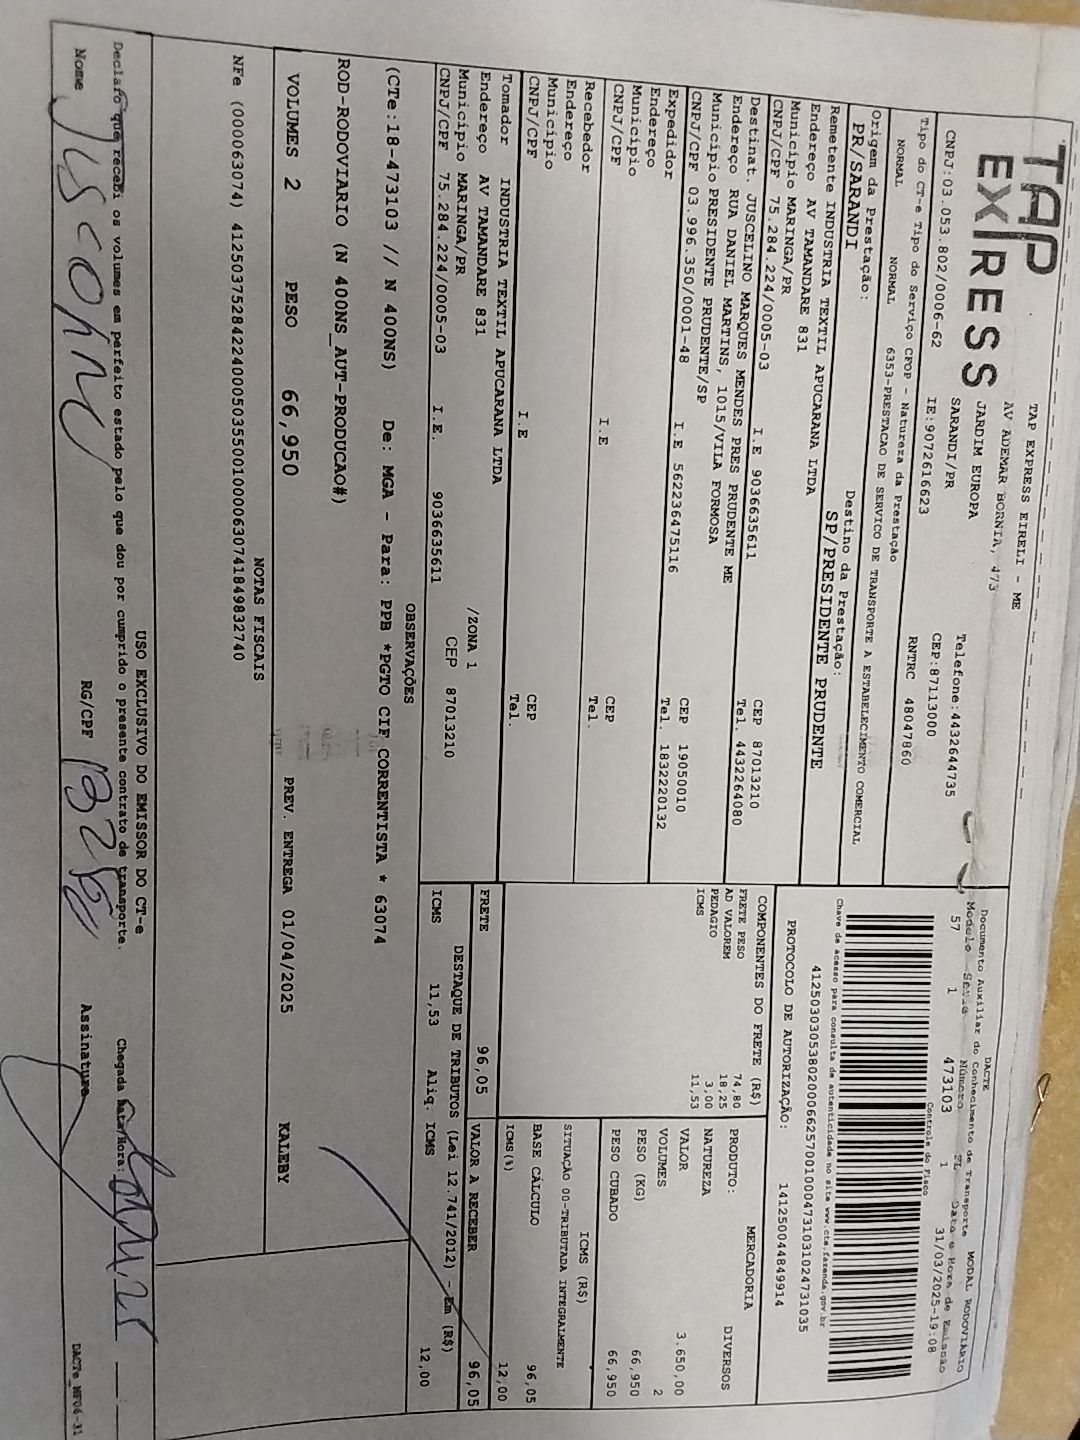 TAP
EXPRESS
TAP EXPRESS EIRELI - ME
AV ADEMAR BORNIA, 473
JARDIM EUROPA
SARANDI/PR
Telefone:4432644735
CNPJ:03.053.802/0006-62
IE:9072616623
CEP:87113000
RNTRC 48047860
Tipo do CT-e Tipo do Serviço CFOP - Natureza da Prestação
NORMAL NORMAL 6353-PRESTACAO DE SERVICO DE TRANSPORTE A ESTABELECIMENTO COMERCIAL
Origem da Prestação:
PR/SARANDI
Destino da Prestação:
SP/PRESIDENTE PRUDENTE
Remetente INDUSTRIA TEXTIL APUCARANA LTDA
Endereço AV TAMANDARE 831
Município MARINGA/PR
CEP 87013210
CNPJ/CPF 75.284.224/0005-03 I.E 9036635611 Tel. 4432264080
Destinat. JUSCELINO MARQUES MENDES PRES PRUDENTE ME
Endereço RUA DANIEL MARTINS, 1015/VILA FORMOSA
Município PRESIDENTE PRUDENTE/SP CEP 19050010
CNPJ/CPF 03.996.350/0001-48 I.E 562236475116 Tel. 1832220132
Expedidor
Endereço
Município CEP
CNPJ/CPF I.E Tel.
Recebedor
Endereço
Município CEP
CNPJ/CPF I.E Tel.
Tomador INDUSTRIA TEXTIL APUCARANA LTDA
Endereço AV TAMANDARE 831 /ZONA 1
Município MARINGA/PR CEP 87013210
CNPJ/CPF 75.284.224/0005-03 I.E. 9036635611
DACTE
Documento Auxiliar do Conhecimento de Transporte
MODAL RODOVIÁRIO
Modelo Série Número FL Data e Hora de Emissão
57 1 473103 1 31/03/2025-19:08
Controle do Fisco
Chave de acesso para consulta de autenticidade no site www.cte.fazenda.gov.br
41250303053802000662570010004731031024731035
PROTOCOLO DE AUTORIZAÇÃO: 141250044849914
COMPONENTES DO FRETE (R$)
FRETE PESO 74,80
AD VALOREM 18,25
PEDAGIO 3,00
ICMS 11,53
MERCADORIA
PRODUTO: DIVERSOS
NATUREZA
VALOR 3.650,00
VOLUMES 2
PESO (KG) 66,950
PESO CUBADO 66,950
ICMS (R$)
SITUAÇÃO 00-TRIBUTADA INTEGRALMENTE
BASE CÁLCULO 96,05
ICMS(%) 12,00
FRETE 96,05 VALOR A RECEBER 96,05
DESTAQUE DE TRIBUTOS (Lei 12.741/2012) - Em (R$)
ICMS 11,53 Aliq. ICMS 12,00
OBSERVAÇÕES
(CTe:18-473103 // N 400NS) De: MGA - Para: PPB *PGTO CIF CORRENTISTA * 63074
ROD-RODOVIARIO (N 400NS_AUT-PRODUCAO#)
VOLUMES 2 PESO 66,950 PREV. ENTREGA 01/04/2025 KALEBY
NOTAS FISCAIS
NFe (000063074) 41250375284224000503550010000630741849832740
USO EXCLUSIVO DO EMISSOR DO CT-e
Declaro que recebi os volumes em perfeito estado pelo que dou por cumprido o presente contrato de transporte.
Chegada Data/Hora:
Nome RG/CPF Assinatura
DACTe_MF04-31